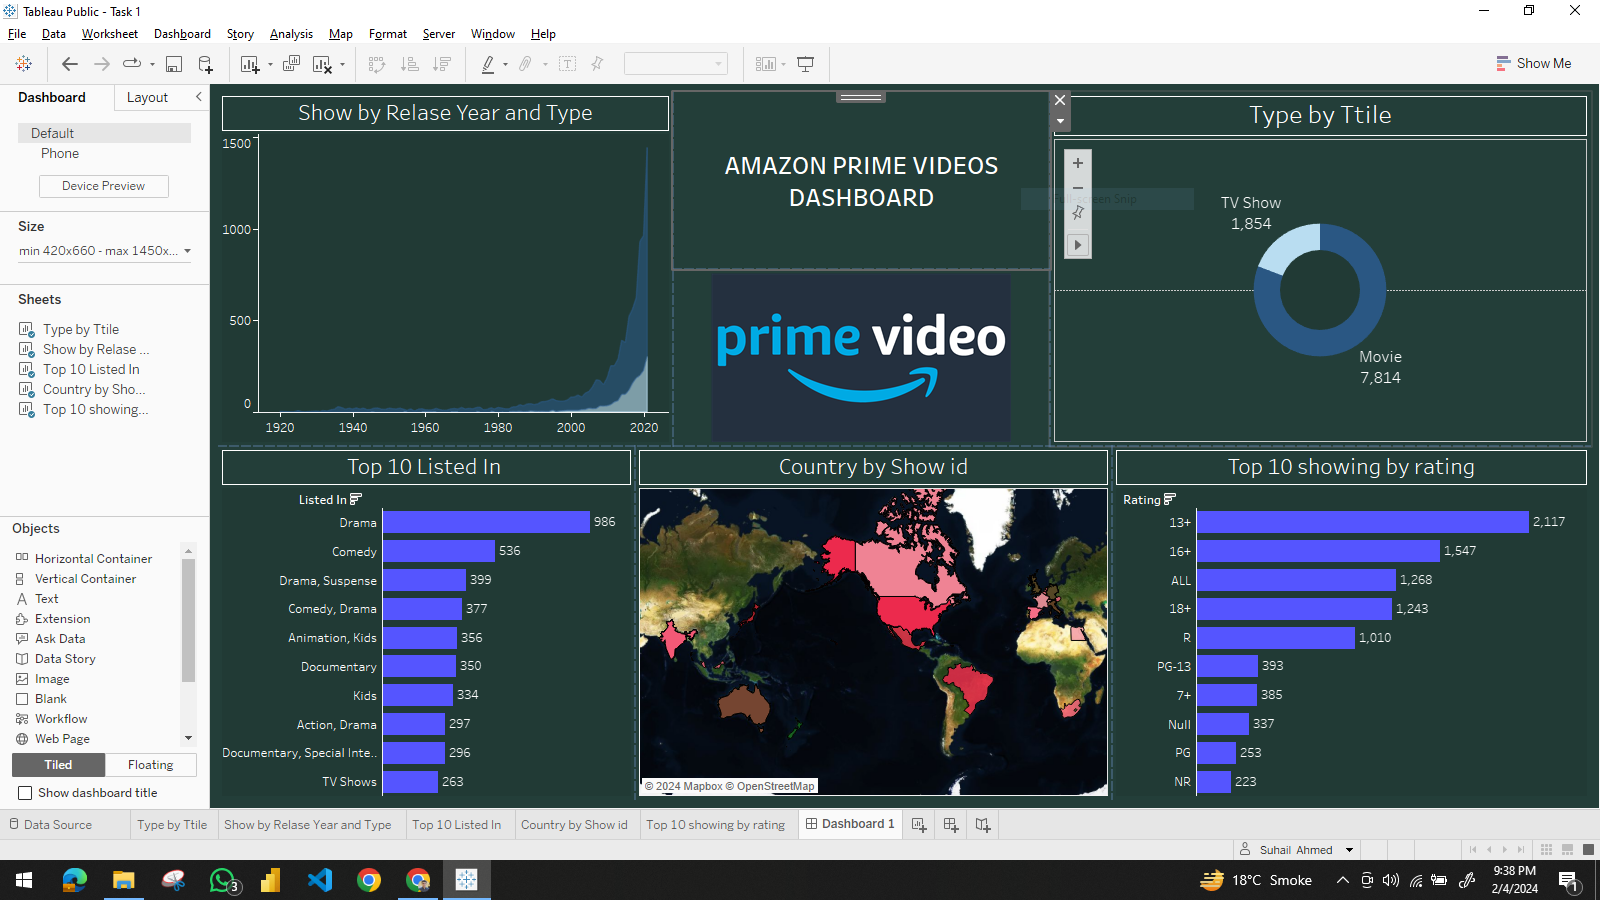 Tableau Public - Task 1
File Data Worksheet Dashboard Story Analysis Map Format Server Window Help
Show Me
Dashboard Layout
Default
Phone
Device Preview
Size
min 420x660 - max 1450x...
Sheets
Type by Ttile
Show by Relase ...
Top 10 Listed In
Country by Sho...
Top 10 showing...
Objects
Horizontal Container
Vertical Container
Text
Extension
Ask Data
Data Story
Image
Blank
Workflow
Web Page
Tiled Floating
Show dashboard title
Show by Relase Year and Type
1500
1000
500
0
1920 1940 1960 1980 2000 2020
AMAZON PRIME VIDEOS
DASHBOARD
prime video
Type by Ttile
Full-screen Snip
TV Show
1,854
Movie
7,814
Top 10 Listed In
Listed In
Drama 986
Comedy 536
Drama, Suspense 399
Comedy, Drama 377
Animation, Kids 356
Documentary 350
Kids 334
Action, Drama 297
Documentary, Special Inte.. 296
TV Shows 263
Country by Show id
© 2024 Mapbox © OpenStreetMap
Top 10 showing by rating
Rating
13+ 2,117
16+ 1,547
ALL 1,268
18+ 1,243
R 1,010
PG-13 393
7+ 385
Null 337
PG 253
NR 223
Data Source Type by Ttile Show by Relase Year and Type Top 10 Listed In Country by Show id Top 10 showing by rating Dashboard 1
Suhail Ahmed
3
18°C Smoke
9:38 PM
2/4/2024
1